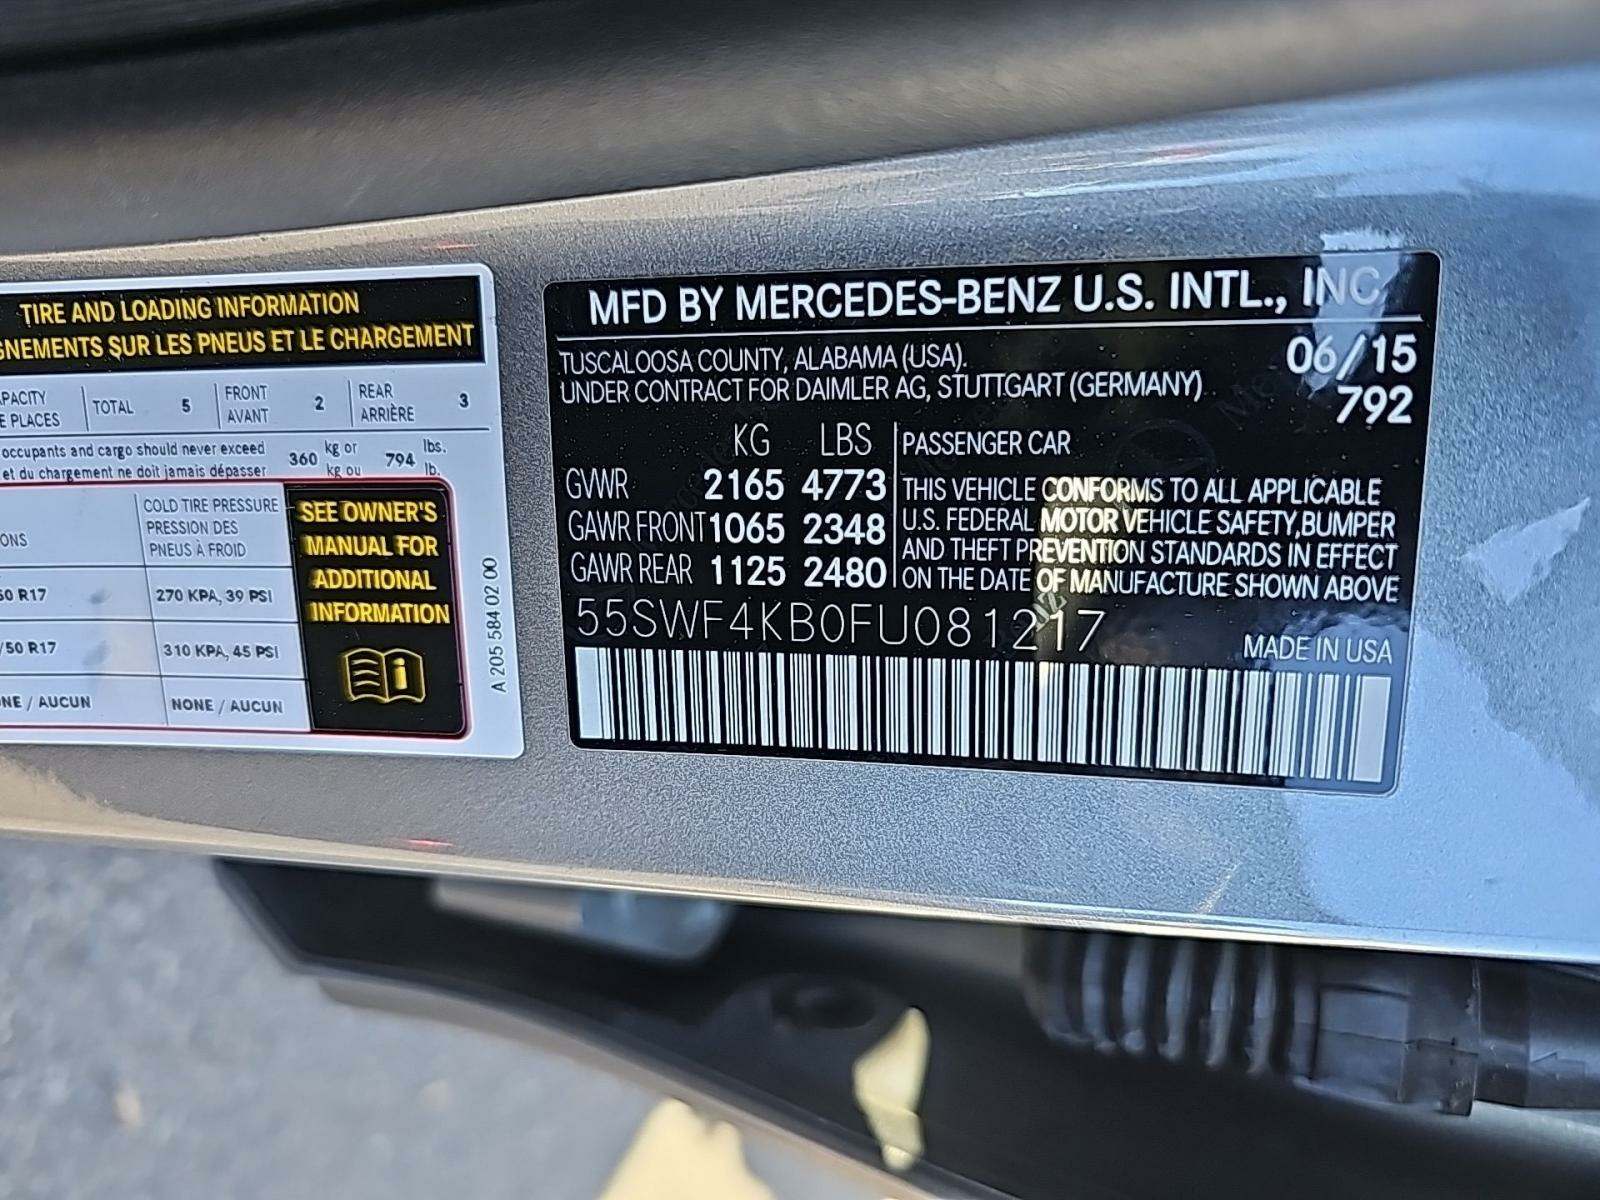 TIRE AND LOADING INFORMATION
SUR LES PNEUS ET LE CHARGEMENT
TOTAL 5 FRONT AVANT 2 REAR ARRIÈRE 3
PLACES
occupants and cargo should never exceed 360 kg or 794 lbs.
et du chargement ne doit jamais dépasser kg ou lb.
COLD TIRE PRESSURE
PRESSION DES
PNEUS À FROID
R17 270 KPA, 39 PSI
/50 R17 310 KPA, 45 PSI
/ AUCUN NONE / AUCUN
SEE OWNER'S
MANUAL FOR
ADDITIONAL
INFORMATION
i
A 205 584 02 00
MFD BY MERCEDES-BENZ U.S. INTL., INC
TUSCALOOSA COUNTY, ALABAMA (USA). 06/15
UNDER CONTRACT FOR DAIMLER AG, STUTTGART (GERMANY) 792
KG LBS
GVWR 2165 4773
GAWR FRONT 1065 2348
GAWR REAR 1125 2480
PASSENGER CAR
THIS VEHICLE CONFORMS TO ALL APPLICABLE
U.S. FEDERAL MOTOR VEHICLE SAFETY, BUMPER
AND THEFT PREVENTION STANDARDS IN EFFECT
ON THE DATE OF MANUFACTURE SHOWN ABOVE
55SWF4KB0FU081217
MADE IN USA